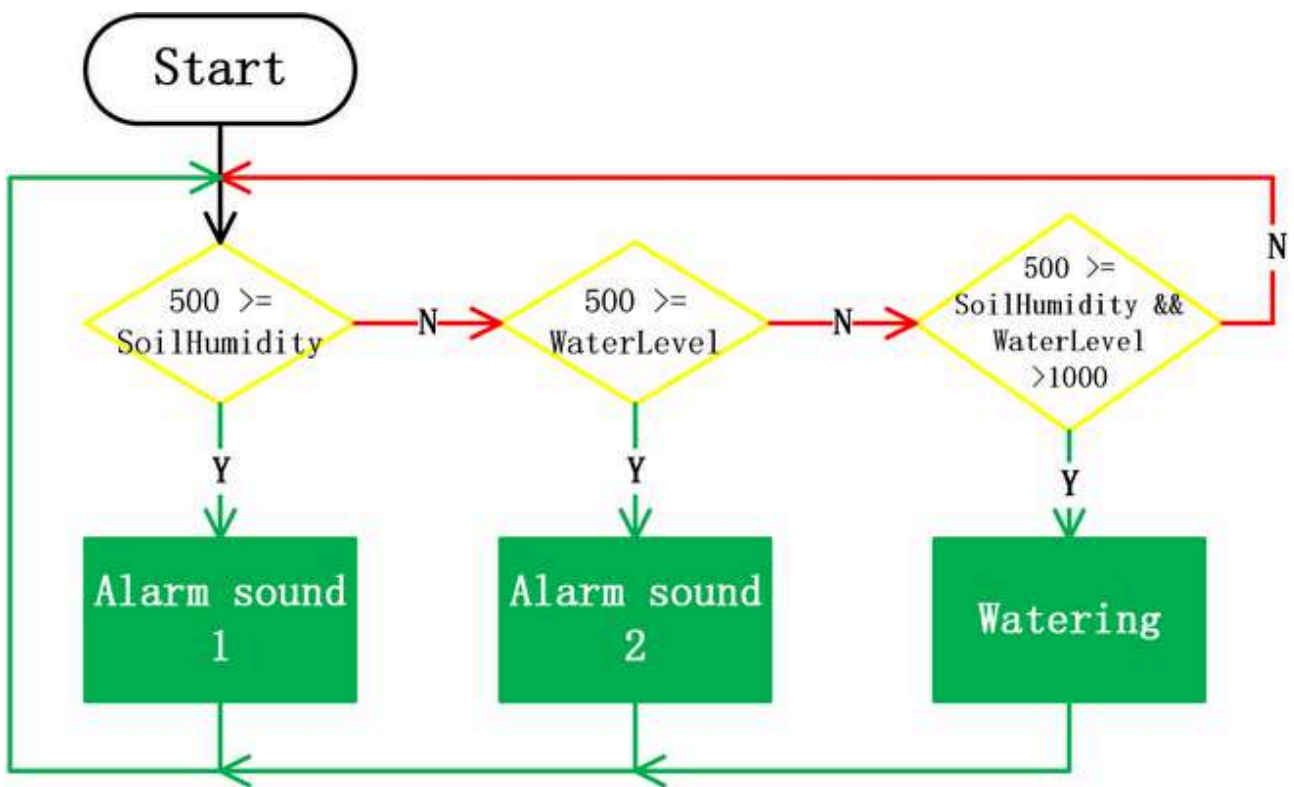 Start
500 >=
SoilHumidity
N
500 >=
WaterLevel
N
500 >=
SoilHumidity &&
WaterLevel
>1000
N
Y
Y
Y
Alarm sound
1
Alarm sound
2
Watering